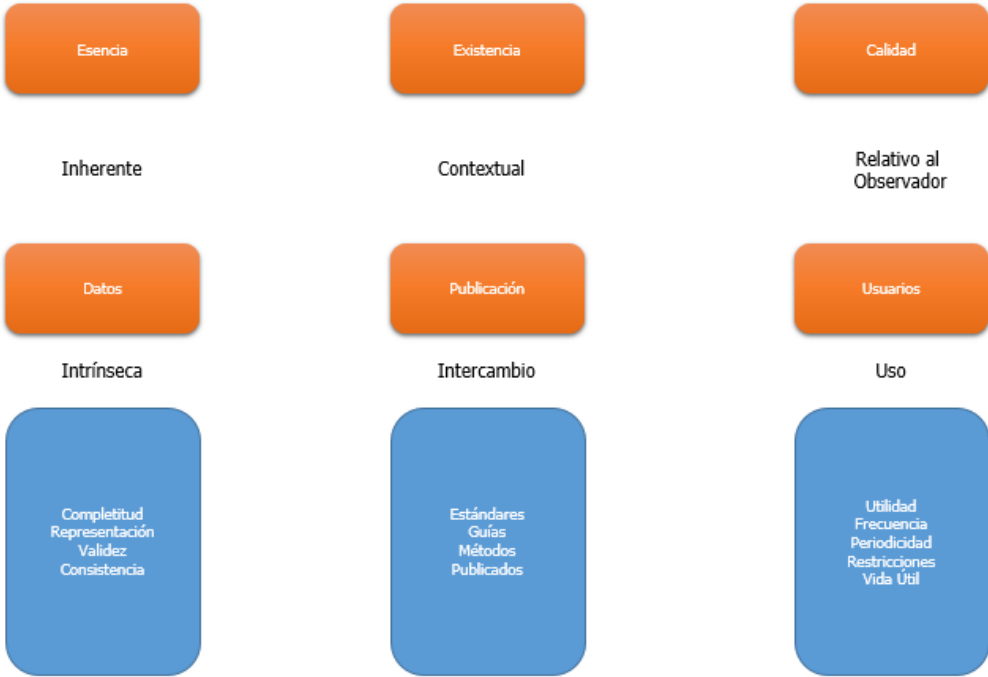 Esencia
Existencia
Calidad
Inherente
Contextual
Relativo al
Observador
Datos
Publicación
Usuarios
Intrínseca
Intercambio
Uso
Completitud
Representación
Validez
Consistencia
Estándares
Guías
Métodos
Publicados
Utilidad
Frecuencia
Periodicidad
Restricciones
Vida Útil